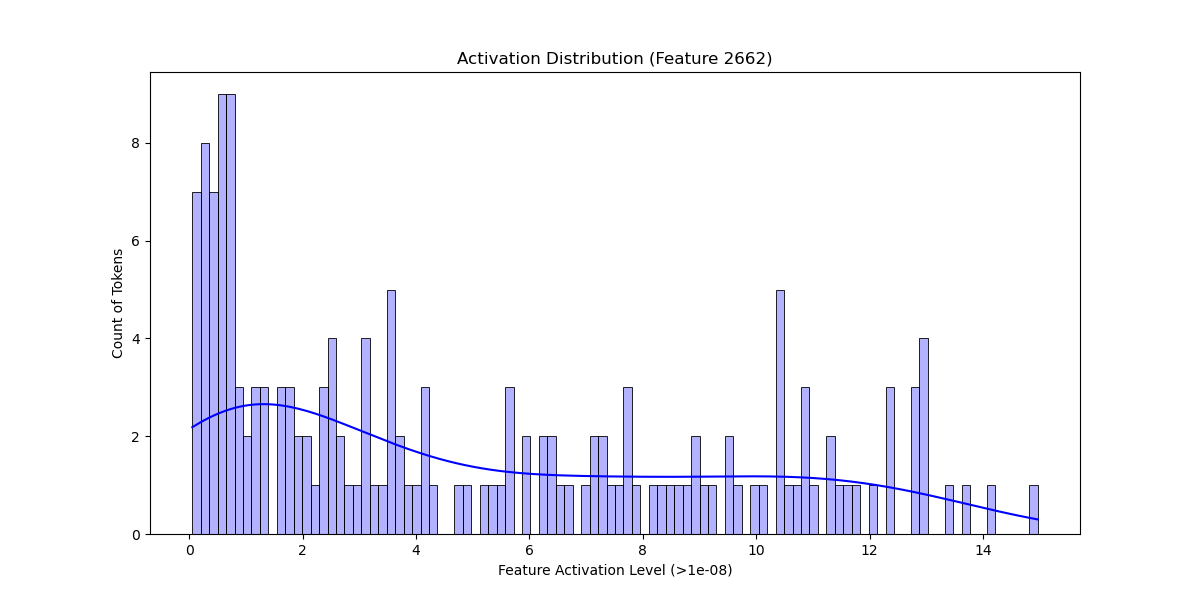 Activation Distribution (Feature 2662)
Count of Tokens
8
6
4
2
0
0 2 4 6 8 10 12 14
Feature Activation Level (>1e-08)